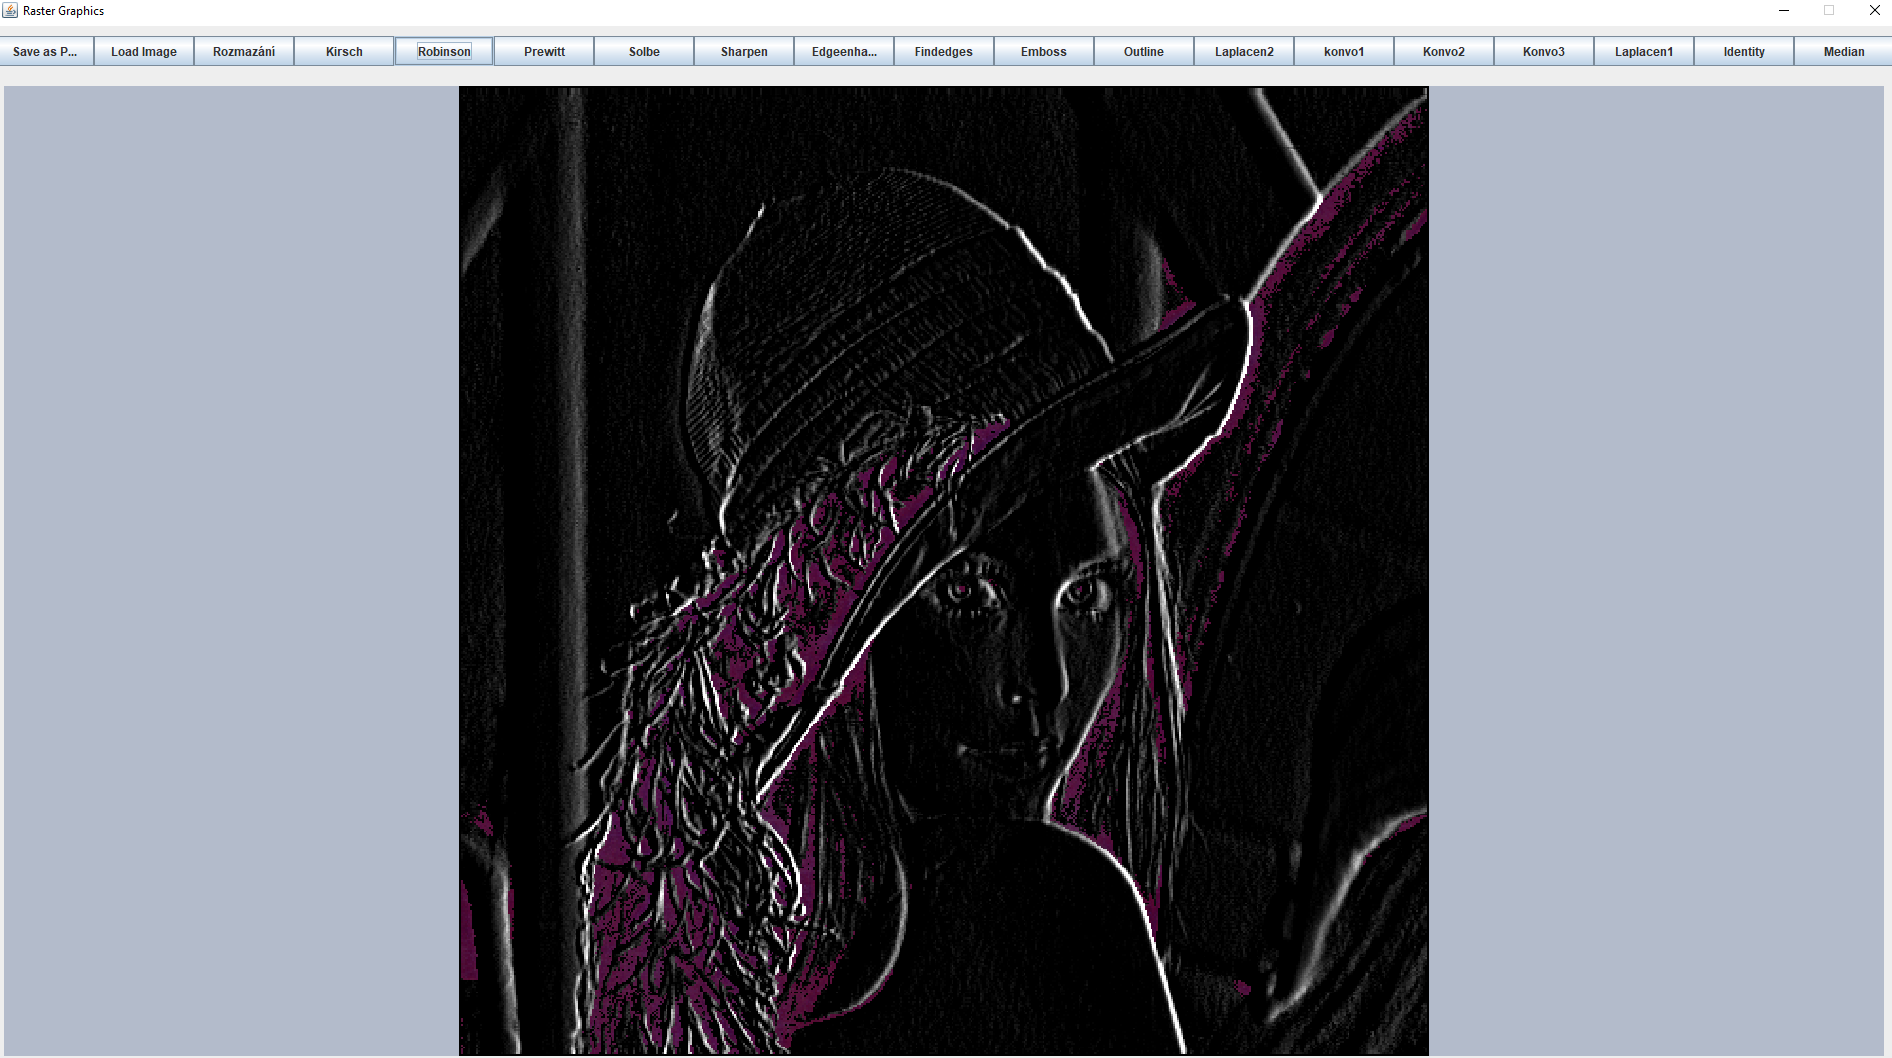 Raster Graphics
Save as P... Load Image Rozmazání Kirsch Robinson Prewitt Solbe Sharpen Edgeenha... Findedges Emboss Outline Laplacen2 konvo1 Konvo2 Konvo3 Laplacen1 Identity Median